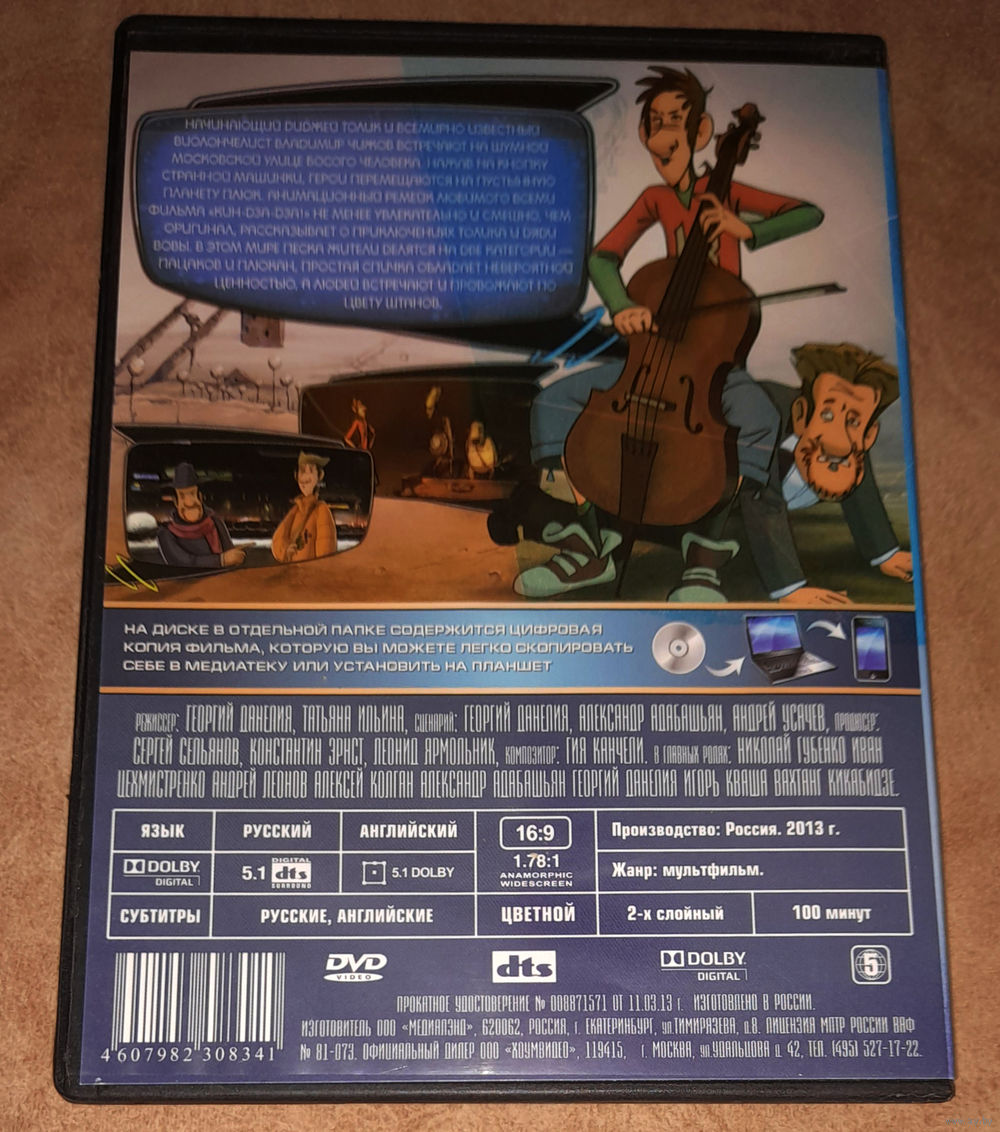 НАЧИНАЮЩИЙ DИDЖЕЙ ТОЛИК И ВСЕМИРНО ИЗВЕСТНЫЙ
ВИОЛОНЧЕЛИСТ ВЛАDИМИР ЧИЖОВ ВСТРЕЧАЮТ НА ШУМНОЙ
МОСКОВСКОЙ УЛИЦЕ БОСОГО ЧЕЛОВЕКА. НАЖАВ НА КНОПКУ
СТРАННОЙ МАШИНКИ, ГЕРОИ ПЕРЕМЕЩАЮТСЯ НА ПУСТЫННУЮ
ПЛАНЕТУ ПЛЮК. АНИМАЦИОННЫЙ РЕМЕЙК ЛЮБИМОГО ВСЕМИ
ФИЛЬМА «КИН-DЗА-DЗА!» НЕ МЕНЕЕ УВЛЕКАТЕЛЬНО И СМЕШНО, ЧЕМ
ОРИГИНАЛ, РАССКАЗЫВАЕТ О ПРИКЛЮЧЕНИЯХ ТОЛИКА И DЯDИ
ВОВЫ. В ЭТОМ МИРЕ ПЕСКА ЖИТЕЛИ DЕЛЯТСЯ НА DВЕ КАТЕГОРИИ —
ПАЦАКОВ И ПЛЮКАН, ПРОСТАЯ СПИЧКА ОБЛАDАЕТ НЕВЕРОЯТНОЙ
ЦЕННОСТЬЮ, А ЛЮDЕЙ ВСТРЕЧАЮТ И ПРОВОЖАЮТ ПО
ЦВЕТУ ШТАНОВ.
НА ДИСКЕ В ОТДЕЛЬНОЙ ПАПКЕ СОДЕРЖИТСЯ ЦИФРОВАЯ
КОПИЯ ФИЛЬМА, КОТОРУЮ ВЫ МОЖЕТЕ ЛЕГКО СКОПИРОВАТЬ
СЕБЕ В МЕДИАТЕКУ ИЛИ УСТАНОВИТЬ НА ПЛАНШЕТ
РЕЖИССЕР: ГЕОРГИЙ ДАНЕЛИЯ, ТАТЬЯНА ИЛЬИНА, СЦЕНАРИЙ: ГЕОРГИЙ ДАНЕЛИЯ, АЛЕКСАНДР АДАБАШЬЯН, АНДРЕЙ УСАЧЕВ, ПРОДЮСЕР:
СЕРГЕЙ СЕЛЬЯНОВ, КОНСТАНТИН ЭРНСТ, ЛЕОНИД ЯРМОЛЬНИК, КОМПОЗИТОР: ГИЯ КАНЧЕЛИ. В ГЛАВНЫХ РОЛЯХ: НИКОЛАЙ ГУБЕНКО ИВАН
ЦЕХМИСТРЕНКО АНДРЕЙ ЛЕОНОВ АЛЕКСЕЙ КОЛГАН АЛЕКСАНДР АДАБАШЬЯН ГЕОРГИЙ ДАНЕЛИЯ ИГОРЬ КВАША ВАХТАНГ КИКАБИДЗЕ.
ЯЗЫК РУССКИЙ АНГЛИЙСКИЙ 16:9 Производство: Россия. 2013 г.
DOLBY DIGITAL 5.1 DIGITAL dts SURROUND 5.1 DOLBY 1.78:1 ANAMORPHIC WIDESCREEN Жанр: мультфильм.
СУБТИТРЫ РУССКИЕ, АНГЛИЙСКИЕ ЦВЕТНОЙ 2-х слойный 100 минут
DVD VIDEO dts DOLBY DIGITAL 5
ПРОКАТНОЕ УДОСТОВЕРЕНИЕ № 008871571 ОТ 11.03.13 г. ИЗГОТОВЛЕНО В РОССИИ.
ИЗГОТОВИТЕЛЬ ООО «МЕДИАЛЭНД», 620062, РОССИЯ, г. ЕКАТЕРИНБУРГ, ул.ТИМИРЯЗЕВА, д.8. ЛИЦЕНЗИЯ МПТР РОССИИ ВАФ
№ 81-073. ОФИЦИАЛЬНЫЙ ДИЛЕР ООО «ХОУМВИДЕО», 119415, г. МОСКВА, ул.УДАЛЬЦОВА д. 42, ТЕЛ. (495) 527-17-22.
4 607982 308341